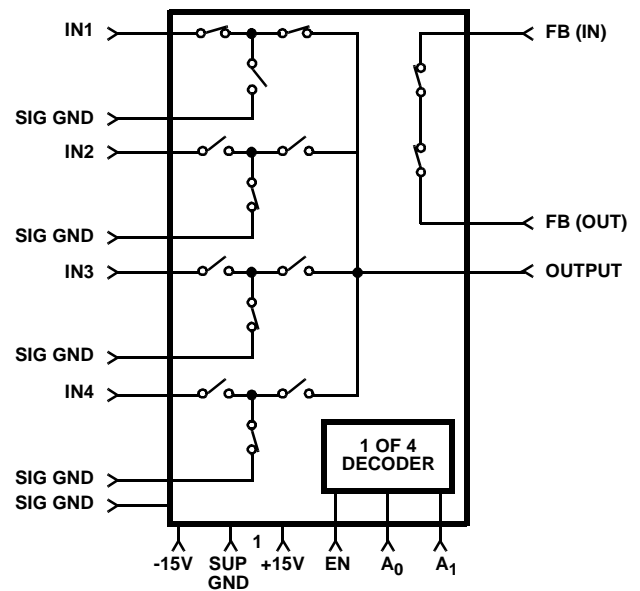 IN1
FB (IN)
SIG GND
IN2
FB (OUT)
SIG GND
IN3
OUTPUT
SIG GND
IN4
1 OF 4
DECODER
SIG GND
SIG GND
1
-15V
SUP
GND
+15V
EN
A0
A1